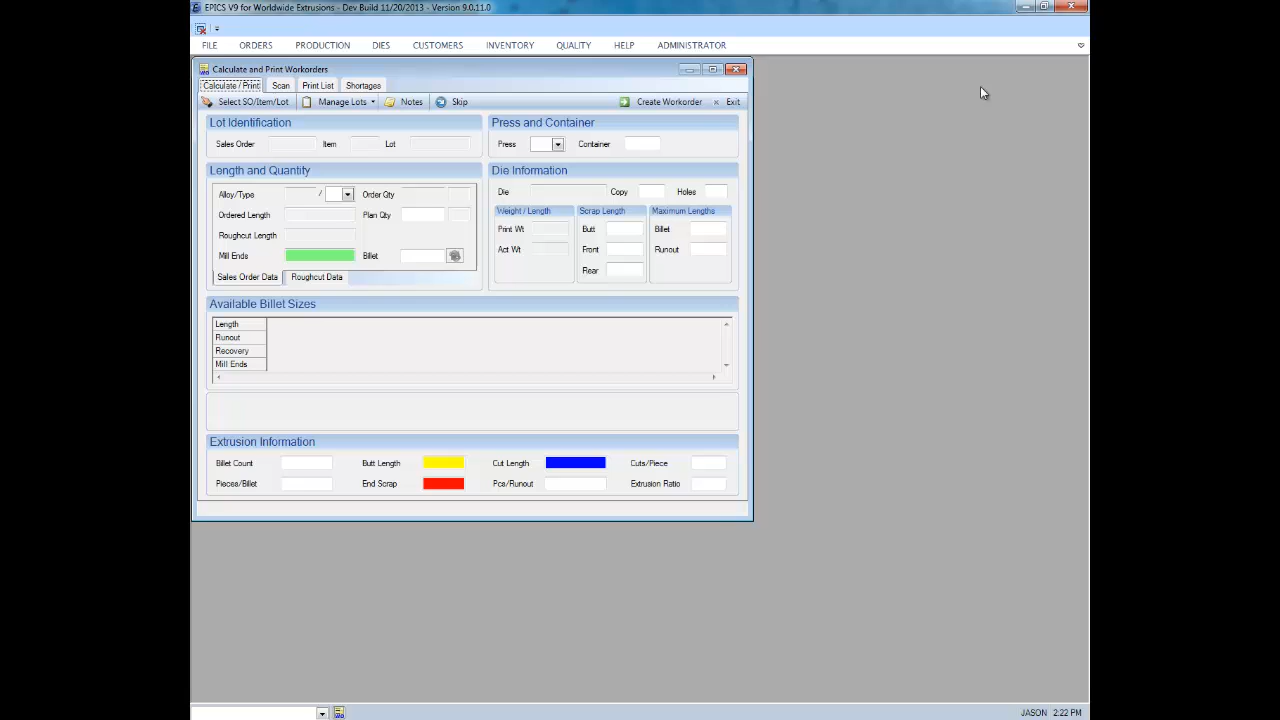 EPICS V9 for Worldwide Extrusions - Dev Build 11/20/2013 - Version 9.0.11.0
FILE ORDERS PRODUCTION DIES CUSTOMERS INVENTORY QUALITY HELP ADMINISTRATOR
Calculate and Print Workorders
Calculate / Print Scan Print List Shortages
Select SO/Item/Lot Manage Lots Notes Skip Create Workorder Exit
Lot Identification
Sales Order Item Lot
Press and Container
Press Container
Length and Quantity
Alloy/Type / Order Qty
Ordered Length Plan Qty
Roughcut Length
Mill Ends Billet
Sales Order Data Roughcut Data
Die Information
Die Copy Holes
Weight / Length Scrap Length Maximum Lengths
Print Wt Butt Billet
Act Wt Front Runout
Rear
Available Billet Sizes
Length
Runout
Recovery
Mill Ends
Extrusion Information
Billet Count Butt Length Cut Length Cuts/Piece
Pieces/Billet End Scrap Pcs/Runout Extrusion Ratio
JASON 2:22 PM